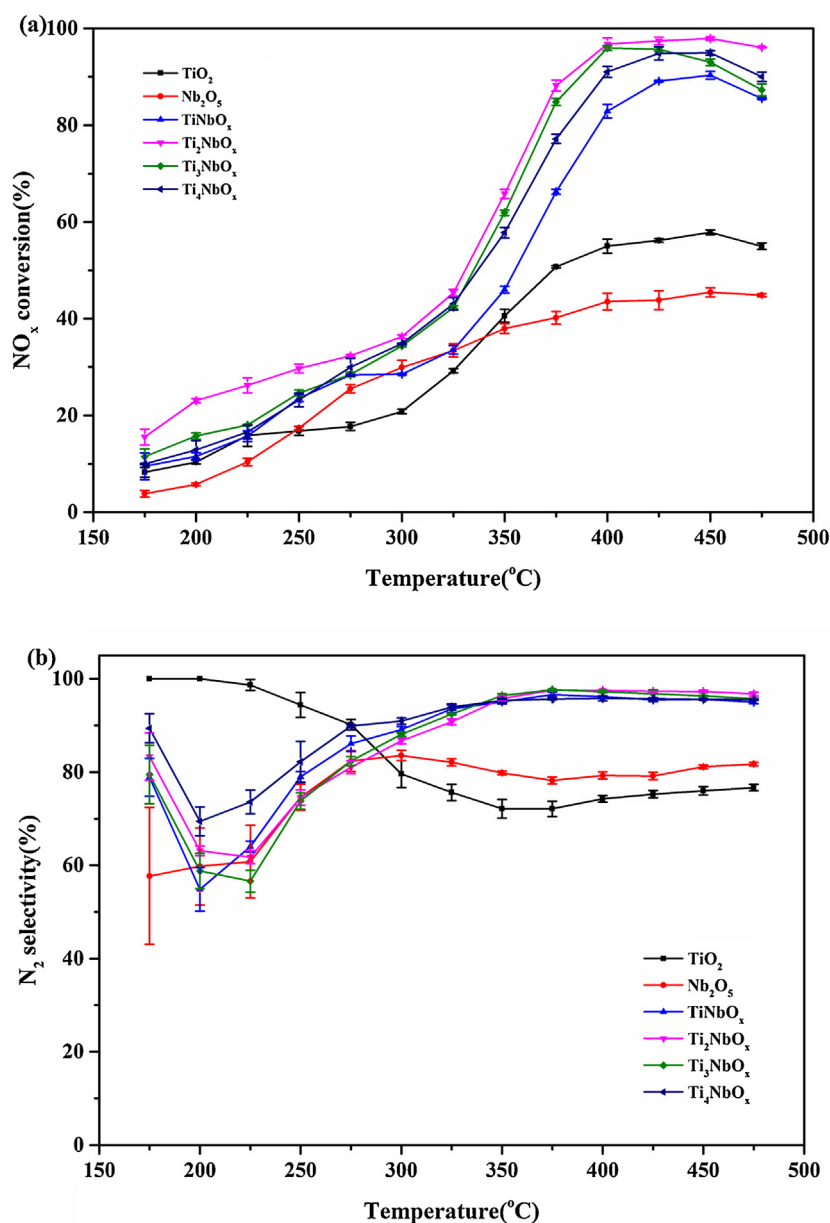 (a)
100
80
60
40
20
0
NOₓ conversion(%)
TiO₂
Nb₂O₅
TiNbOₓ
Ti₂NbOₓ
Ti₃NbOₓ
Ti₄NbOₓ
150 200 250 300 350 400 450 500
Temperature(°C)
(b)
100
80
60
40
20
0
N₂ selectivity(%)
TiO₂
Nb₂O₅
TiNbOₓ
Ti₂NbOₓ
Ti₃NbOₓ
Ti₄NbOₓ
150 200 250 300 350 400 450 500
Temperature(°C)